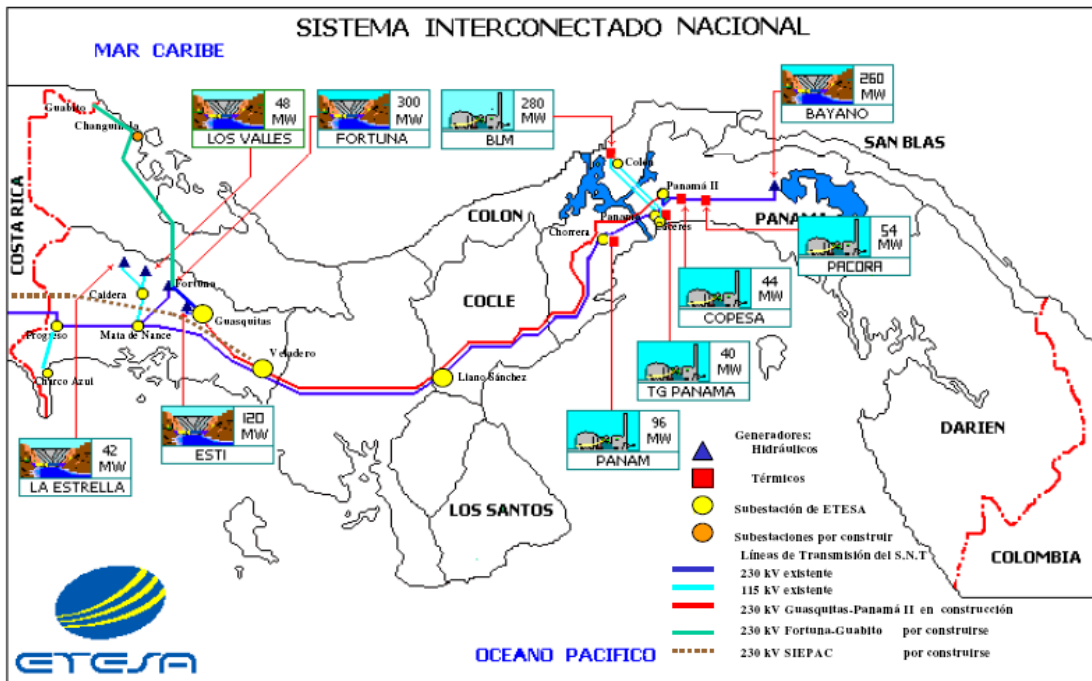 SISTEMA INTERCONECTADO NACIONAL
MAR CARIBE
48
MW
LOS VALLES
300
MW
FORTUNA
280
MW
BLM
260
MW
BAYANO
Guabito
Changuinola
COSTA RICA
SAN BLAS
Colón
Panamá II
COLON
Panamá
PANAMA
Cáceres
Chorrera
54
MW
PACORA
Fortuna
Caldera
Guasquitas
COCLE
44
MW
COPESA
Progreso
Mata de Nance
Veladero
Llano Sánchez
Charco Azul
40
MW
TG PANAMA
42
MW
LA ESTRELLA
120
MW
ESTI
96
MW
PANAM
DARIEN
LOS SANTOS
COLOMBIA
Generadores:
Hidráulicos
Térmicos
Subestación de ETESA
Subestaciones por construir
Líneas de Transmisión del S.N.T
230 kV existente
115 kV existente
230 kV Guasquitas-Panamá II en construcción
230 kV Fortuna-Guabito por construirse
230 kV SIEPAC por construirse
ETESA
OCEANO PACIFICO